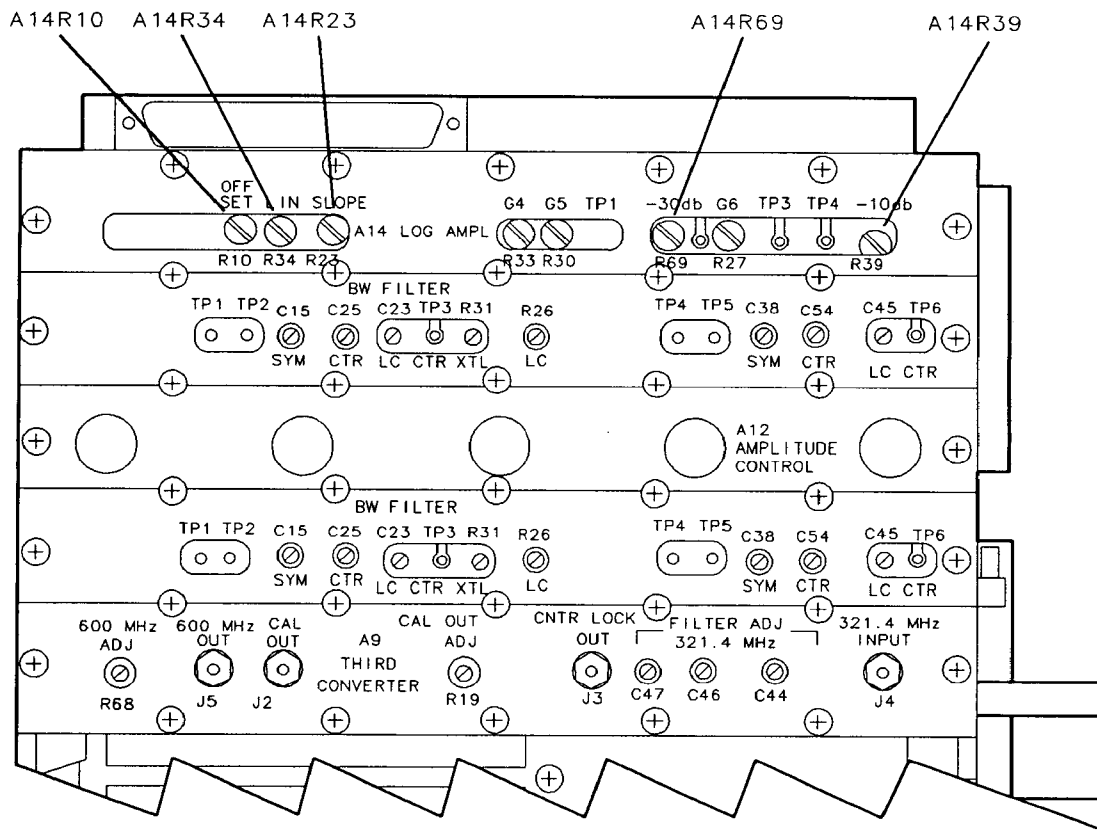 A14R10 A14R34 A14R23 A14R69 A14R39
OFF
SET LIN SLOPE G4 G5 TP1 -30db G6 TP3 TP4 -10db
A14 LOG AMPL
R10 R34 R23 R33 R30 R69 R27 R39
BW FILTER
TP1 TP2 C15 C25 C23 TP3 R31 R26 TP4 TP5 C38 C54 C45 TP6
SYM CTR LC CTR XTL LC SYM CTR LC CTR
A12
AMPLITUDE
CONTROL
BW FILTER
TP1 TP2 C15 C25 C23 TP3 R31 R26 TP4 TP5 C38 C54 C45 TP6
SYM CTR LC CTR XTL LC SYM CTR LC CTR
600 MHz 600 MHz CAL CAL OUT CNTR LOCK FILTER ADJ 321.4 MHz
ADJ OUT OUT A9 ADJ OUT 321.4 MHz INPUT
THIRD
CONVERTER
R68 J5 J2 R19 J3 C47 C46 C44 J4